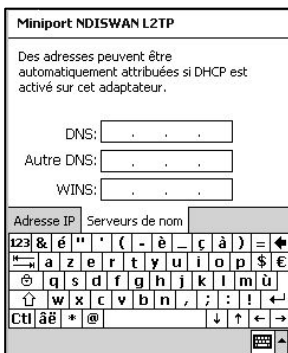 Miniport NDISWAN L2TP
Des adresses peuvent être
automatiquement attribuées si DHCP est
activé sur cet adaptateur.
DNS: . . .
Autre DNS: . . .
WINS: . . .
Adresse IP Serveurs de nom
123 & é " ' ( - è _ ç à ) = ←
a z e r t y u i o p $ €
q s d f g h j k l m ù
⇧ w x c v b n , ; : ! ↵
Ctl âë * @ ↓ ↑ ← →